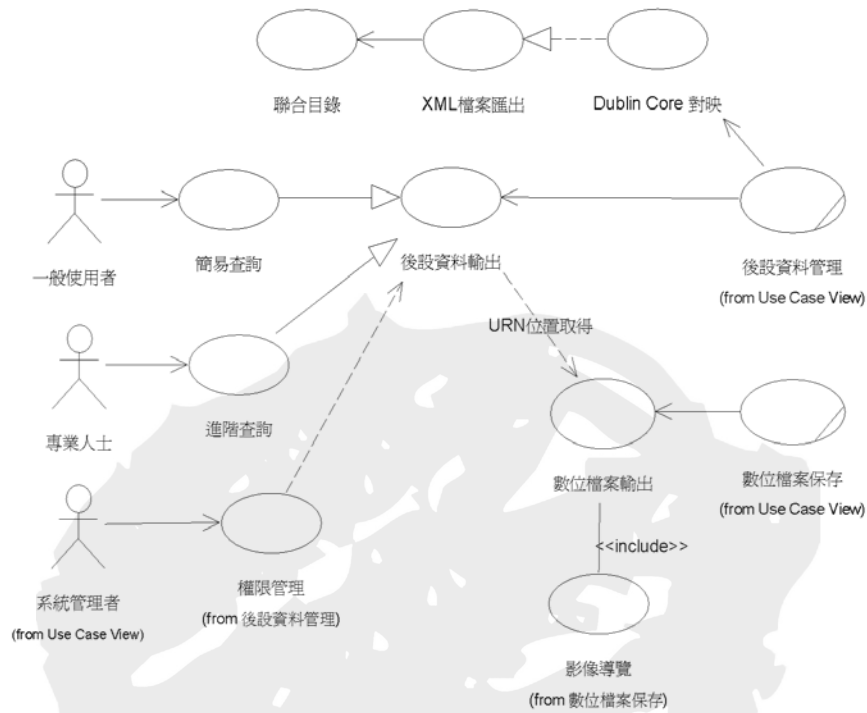 聯合目錄
XML檔案匯出
Dublin Core 對映
一般使用者
簡易查詢
後設資料輸出
後設資料管理
(from Use Case View)
URN位置取得
專業人士
進階查詢
數位檔案輸出
數位檔案保存
(from Use Case View)
系統管理者
(from Use Case View)
權限管理
(from 後設資料管理)
<<include>>
影像導覽
(from 數位檔案保存)